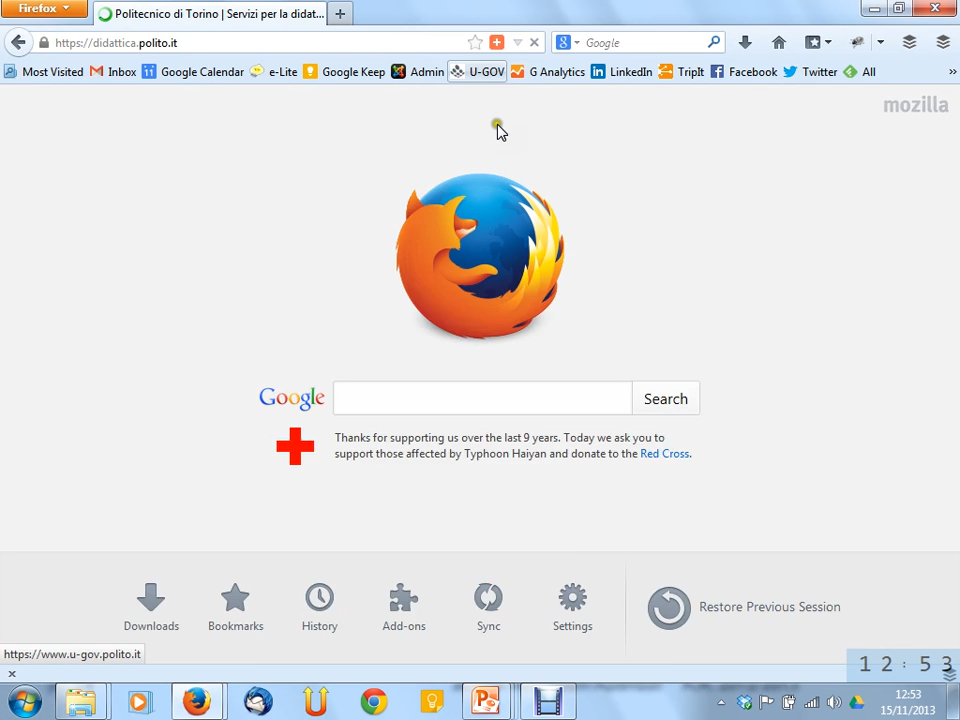 Firefox
Politecnico di Torino | Servizi per la didat...
https://didattica.polito.it
Google
Most Visited Inbox Google Calendar e-Lite Google Keep Admin U-GOV G Analytics LinkedIn TripIt Facebook Twitter All
mozilla
Google
Search
Thanks for supporting us over the last 9 years. Today we ask you to
support those affected by Typhoon Haiyan and donate to the Red Cross.
Downloads Bookmarks History Add-ons Sync Settings
Restore Previous Session
https://www.u-gov.polito.it
12:53
12:53
15/11/2013